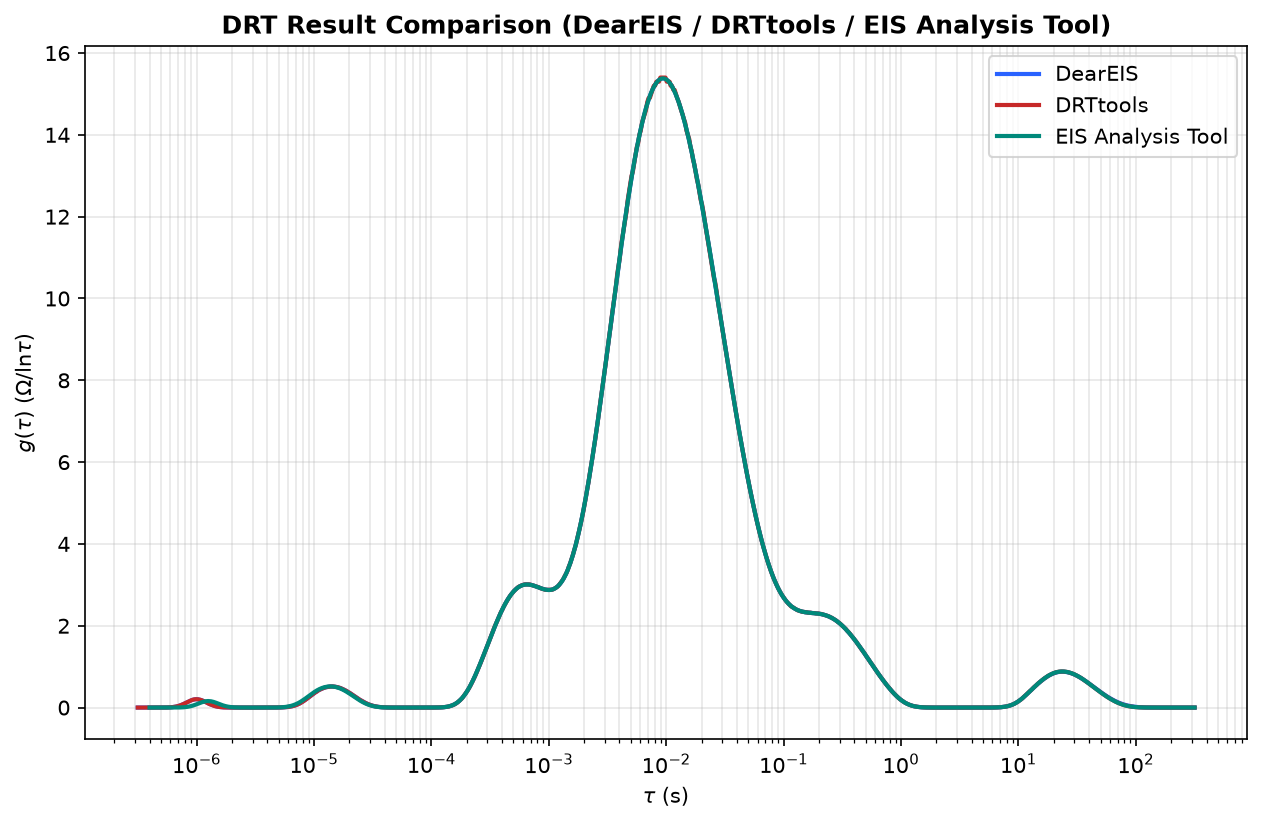 DRT Result Comparison (DearEIS / DRTtools / EIS Analysis Tool)
DearEIS
DRTtools
EIS Analysis Tool
g(τ) (Ω/lnτ)
16
14
12
10
8
6
4
2
0
10⁻⁶ 10⁻⁵ 10⁻⁴ 10⁻³ 10⁻² 10⁻¹ 10⁰ 10¹ 10²
τ (s)